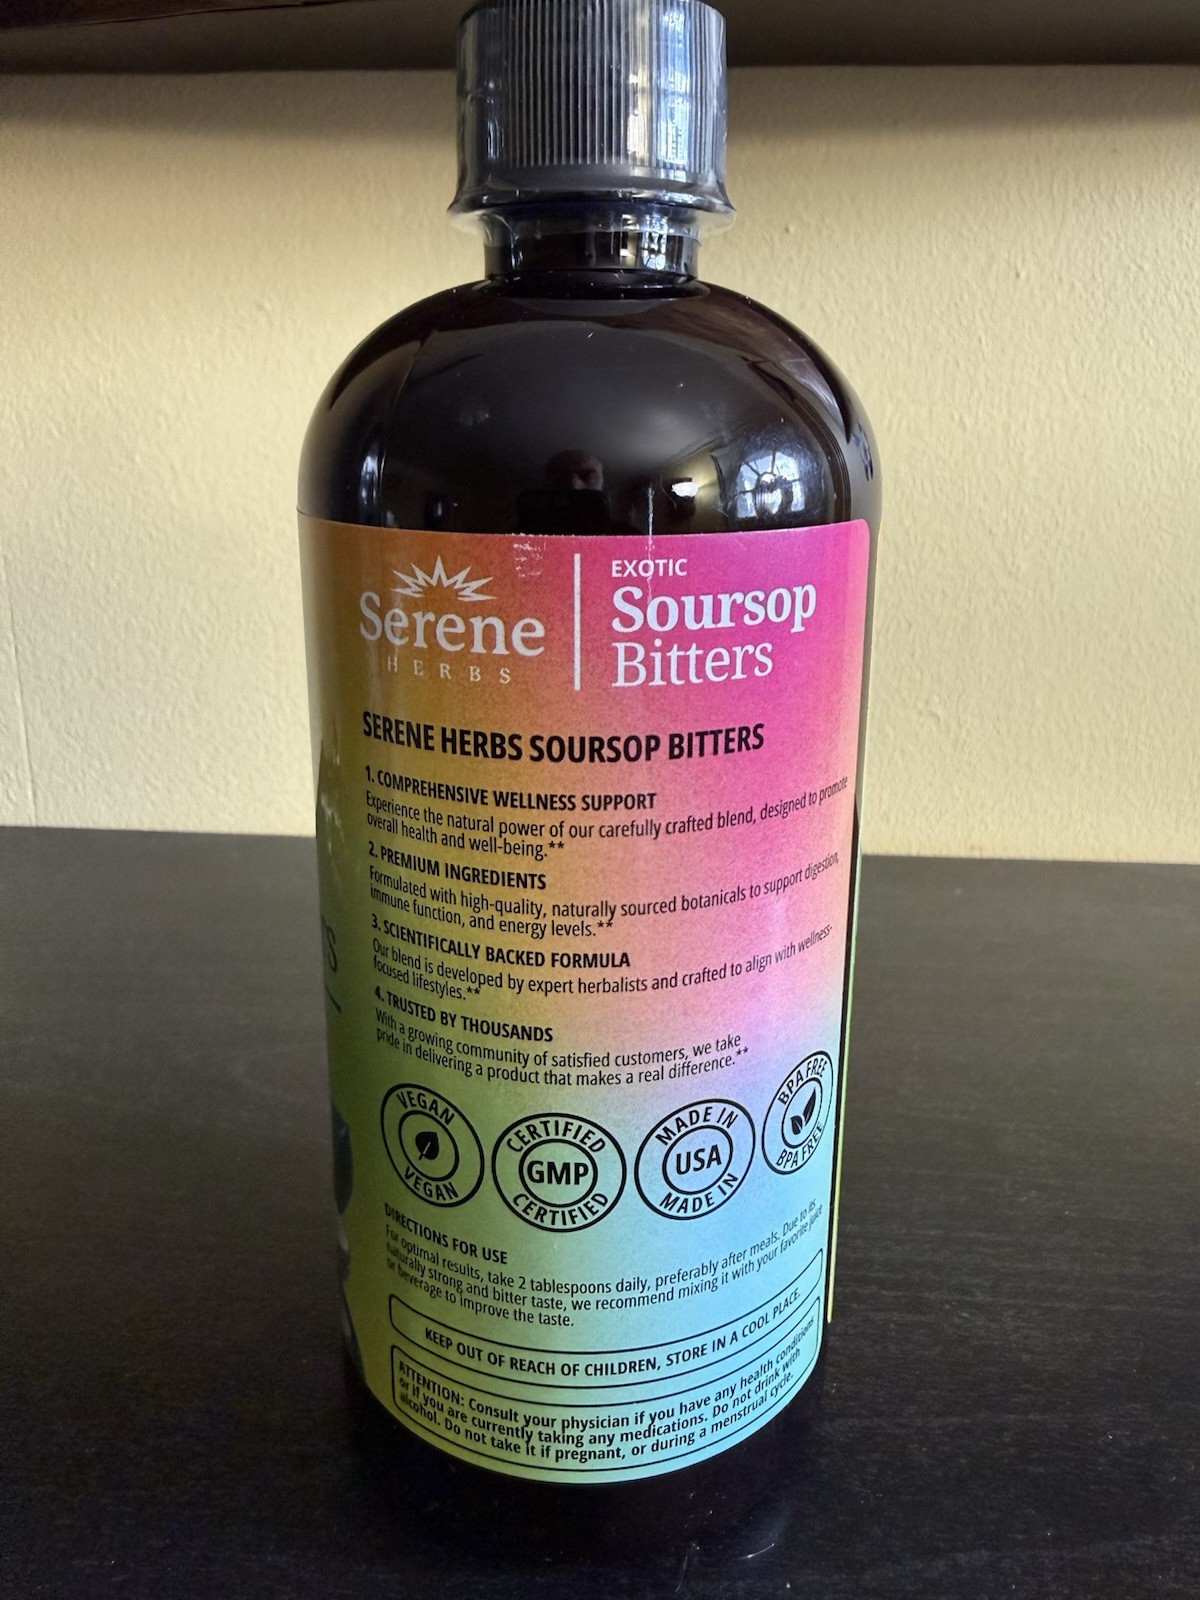 Serene
HERBS
EXOTIC
Soursop
Bitters
SERENE HERBS SOURSOP BITTERS
1. COMPREHENSIVE WELLNESS SUPPORT
Experience the natural power of our carefully crafted blend, designed to promote
overall health and well-being.**
2. PREMIUM INGREDIENTS
Formulated with high-quality, naturally sourced botanicals to support digestion,
immune function, and energy levels.**
3. SCIENTIFICALLY BACKED FORMULA
Our blend is developed by expert herbalists and crafted to align with wellness-
focused lifestyles.**
4. TRUSTED BY THOUSANDS
With a growing community of satisfied customers, we take
pride in delivering a product that makes a real difference.**
VEGAN
VEGAN
CERTIFIED
GMP
CERTIFIED
MADE IN
USA
MADE IN
BPA FREE
BPA FREE
DIRECTIONS FOR USE
For optimal results, take 2 tablespoons daily, preferably after meals. Due to its
naturally strong and bitter taste, we recommend mixing it with your favorite juice
or beverage to improve the taste.
KEEP OUT OF REACH OF CHILDREN, STORE IN A COOL PLACE.
ATTENTION: Consult your physician if you have any health conditions
or if you are currently taking any medications. Do not drink with
alcohol. Do not take it if pregnant, or during a menstrual cycle.